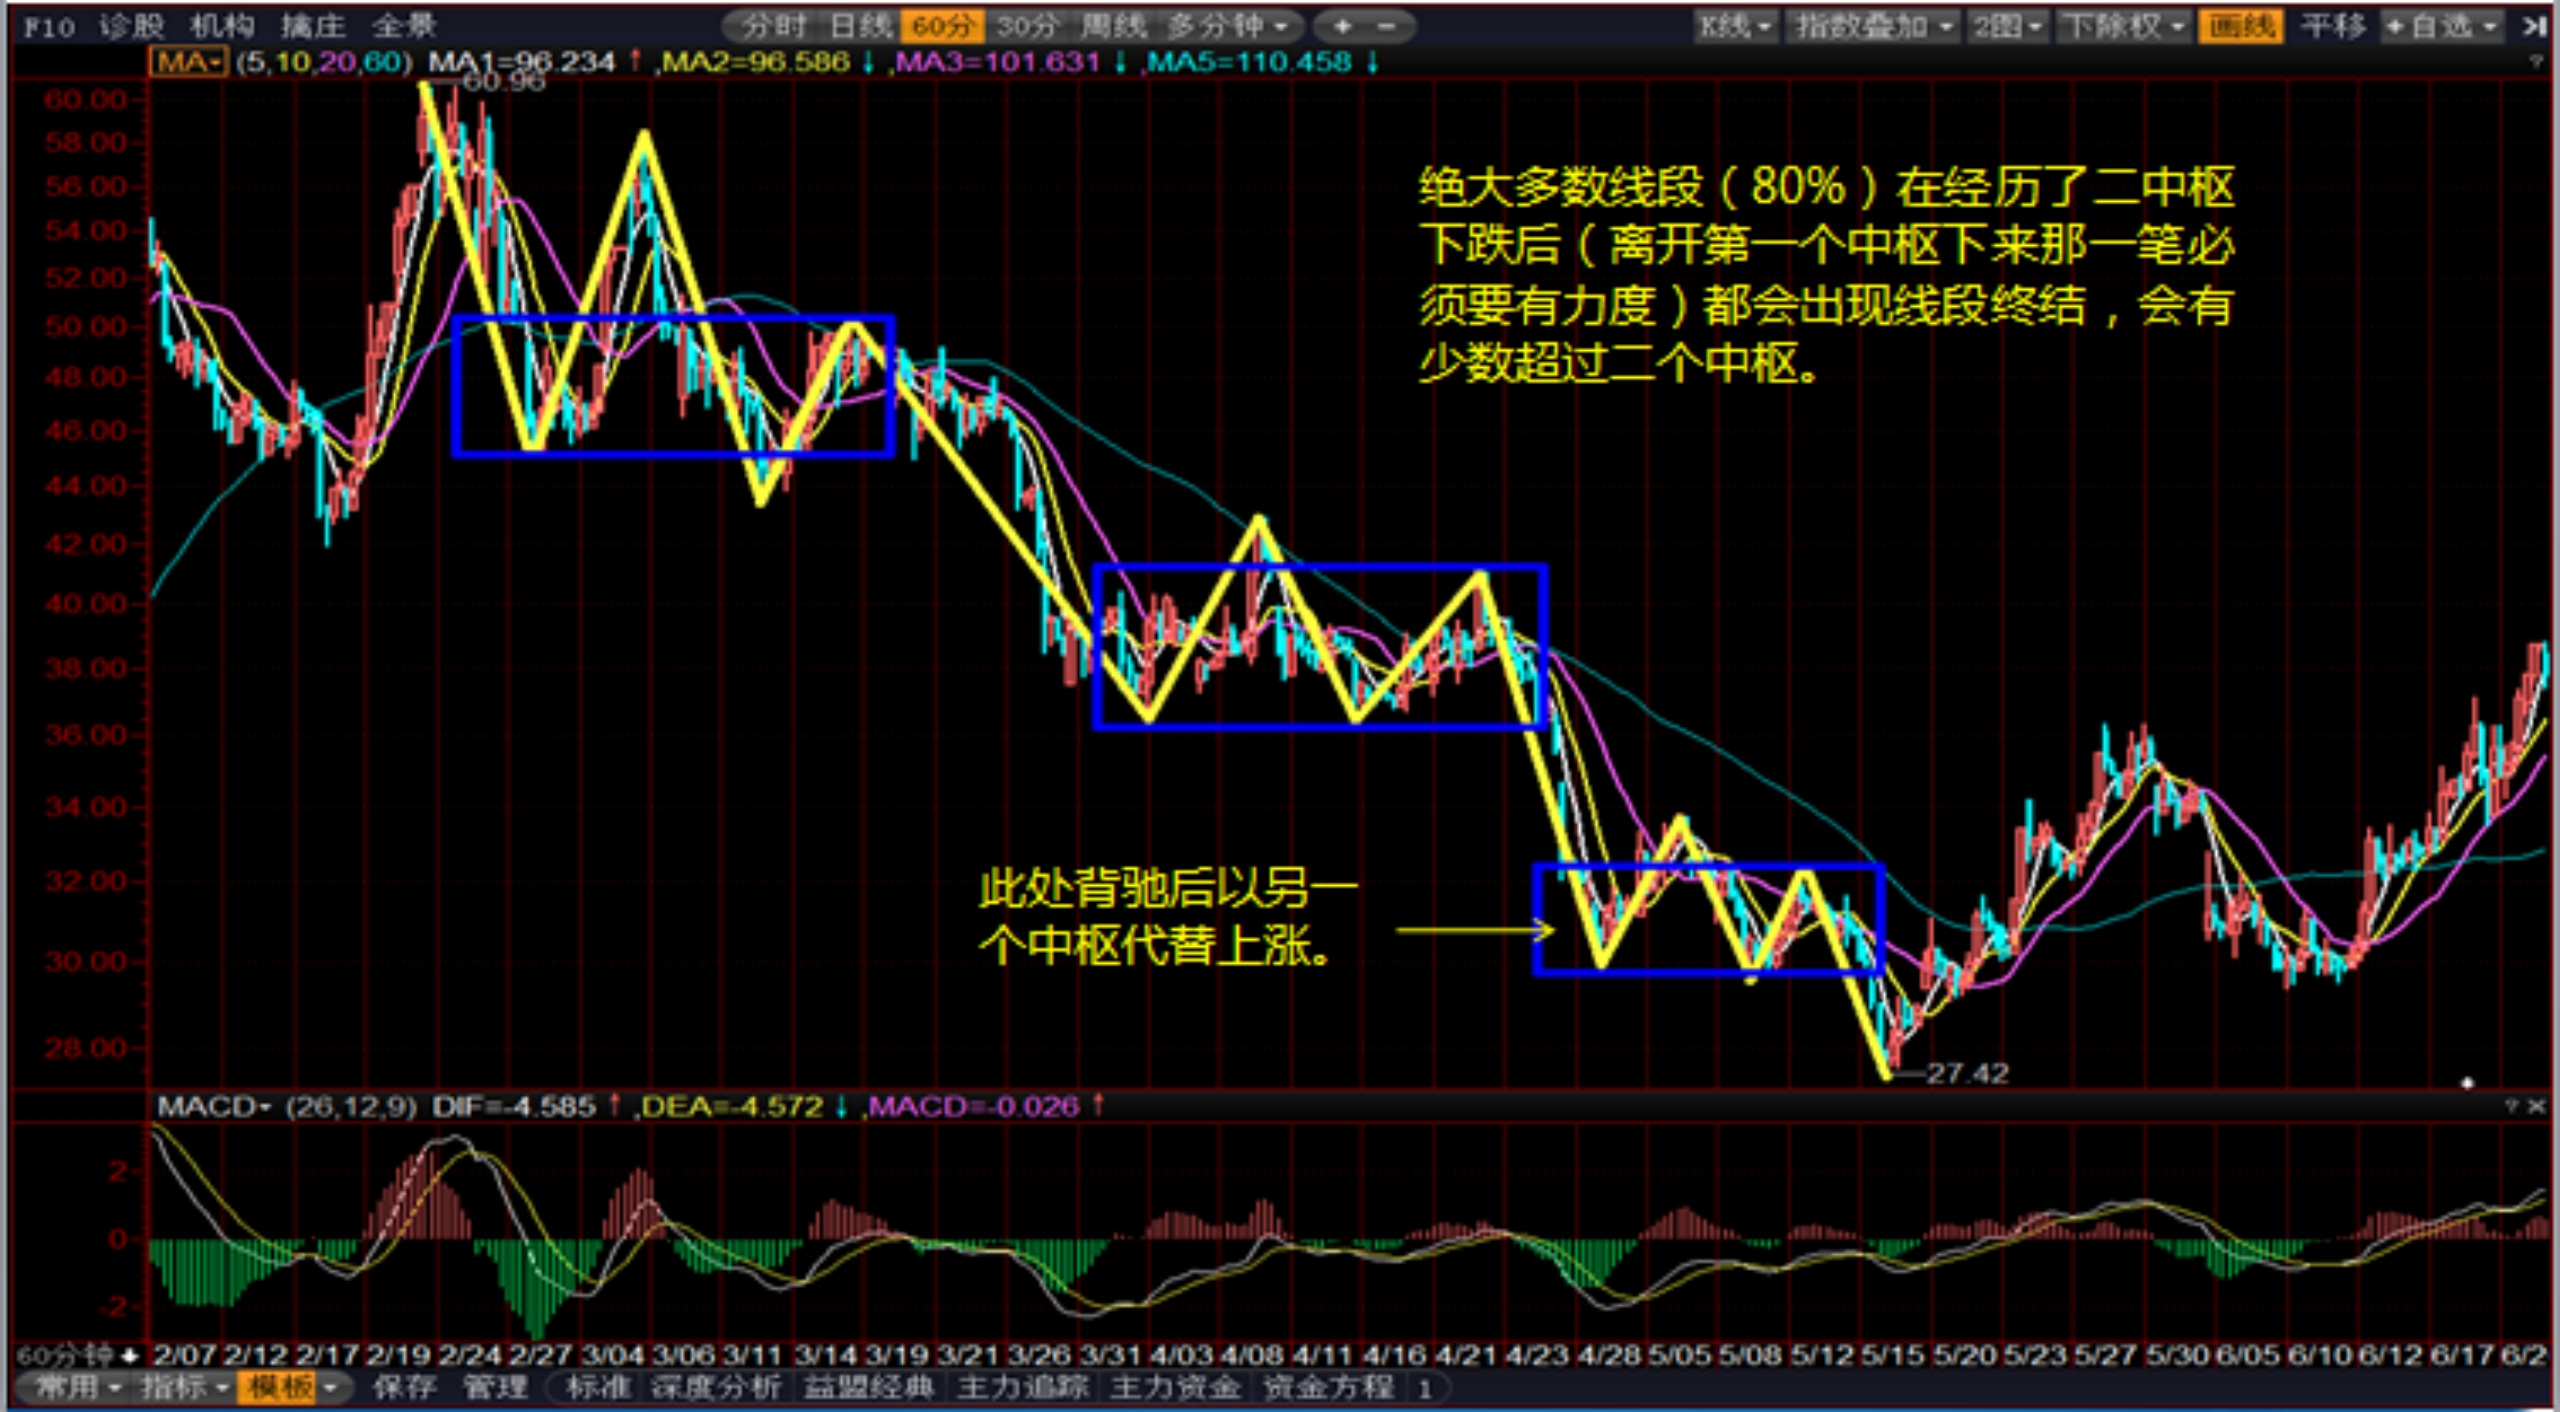 F10 诊股 机构 擒庄 全景 分时 日线 60分 30分 周线 多分钟 + - K线 指数叠加 2图 下除权 画线 平移 +自选
MA (5,10,20,60) MA1=96.234 ↑ ,MA2=96.586 ↓ ,MA3=101.631 ↓ ,MA5=110.458 ↓ ?
60.96
60.00
58.00
56.00
54.00
52.00
50.00
48.00
46.00
44.00
42.00
40.00
38.00
36.00
34.00
32.00
30.00
28.00
绝大多数线段（80%）在经历了二中枢
下跌后（离开第一个中枢下来那一笔必
须要有力度）都会出现线段终结，会有
少数超过二个中枢。
此处背驰后以另一
个中枢代替上涨。
27.42
MACD (26,12,9) DIF=-4.585 ↑ ,DEA=-4.572 ↓ ,MACD=-0.026 ↑ ? ×
2
0
-2
60分钟 2/07 2/12 2/17 2/19 2/24 2/27 3/04 3/06 3/11 3/14 3/19 3/21 3/26 3/31 4/03 4/08 4/11 4/16 4/21 4/23 4/28 5/05 5/08 5/12 5/15 5/20 5/23 5/27 5/30 6/05 6/10 6/12 6/17 6/2
常用 指标 模板 保存 管理 标准 深度分析 益盟经典 主力追踪 主力资金 资金方程 1